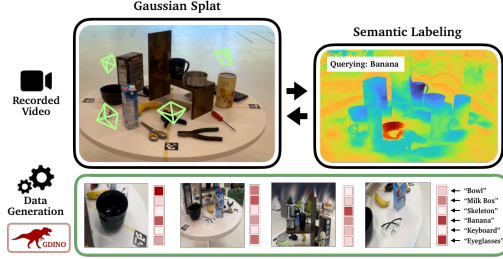 Gaussian Splat
Semantic Labeling
Querying: Banana
Recorded
Video
Data
Generation
GDINO
"Bowl"
"Milk Box"
"Skeleton"
"Banana"
"Keyboard"
"Eyeglasses"